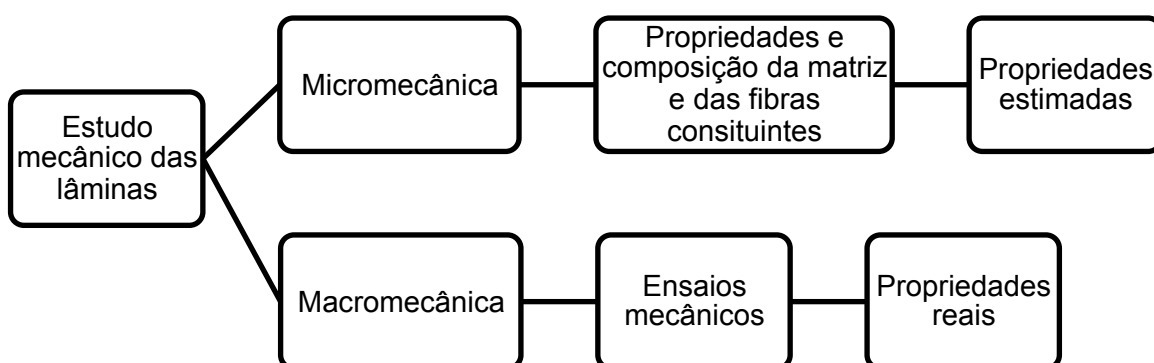 Estudo
mecânico das
lâminas
Micromecânica
Propriedades e
composição da matriz
e das fibras
consituintes
Propriedades
estimadas
Macromecânica
Ensaios
mecânicos
Propriedades
reais